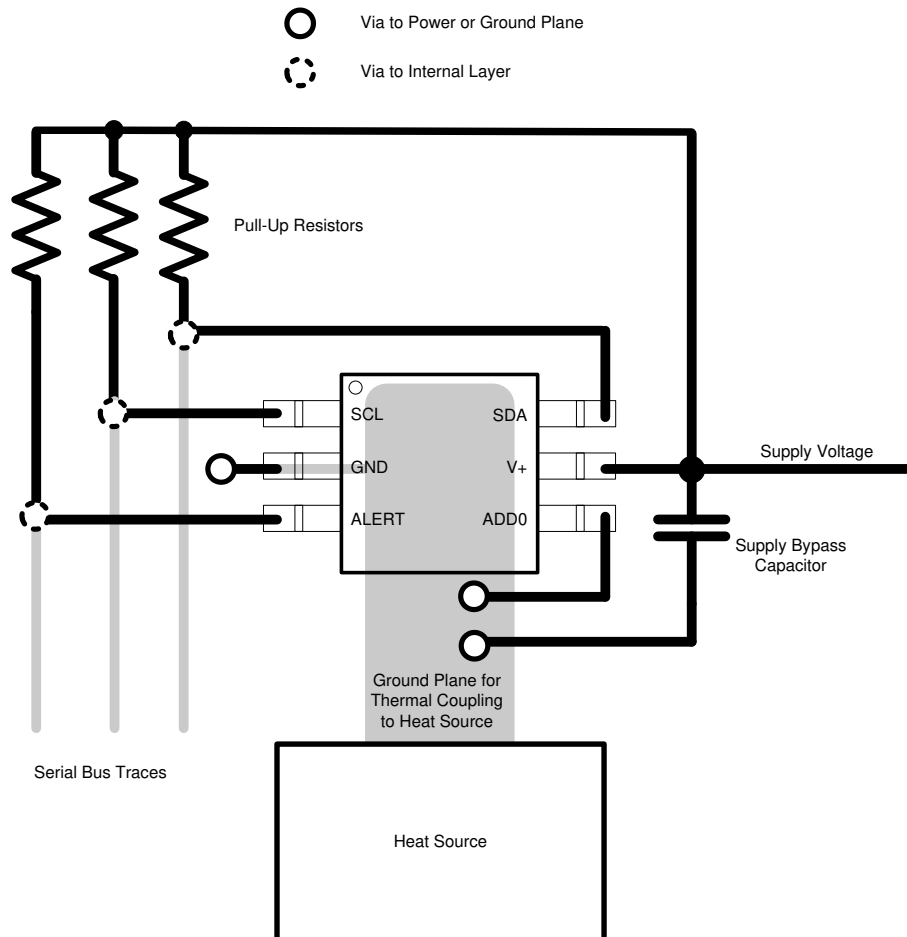 Via to Power or Ground Plane
Via to Internal Layer
Pull-Up Resistors
SCL
SDA
GND
V+
ALERT
ADD0
Supply Voltage
Supply Bypass
Capacitor
Ground Plane for
Thermal Coupling
to Heat Source
Serial Bus Traces
Heat Source